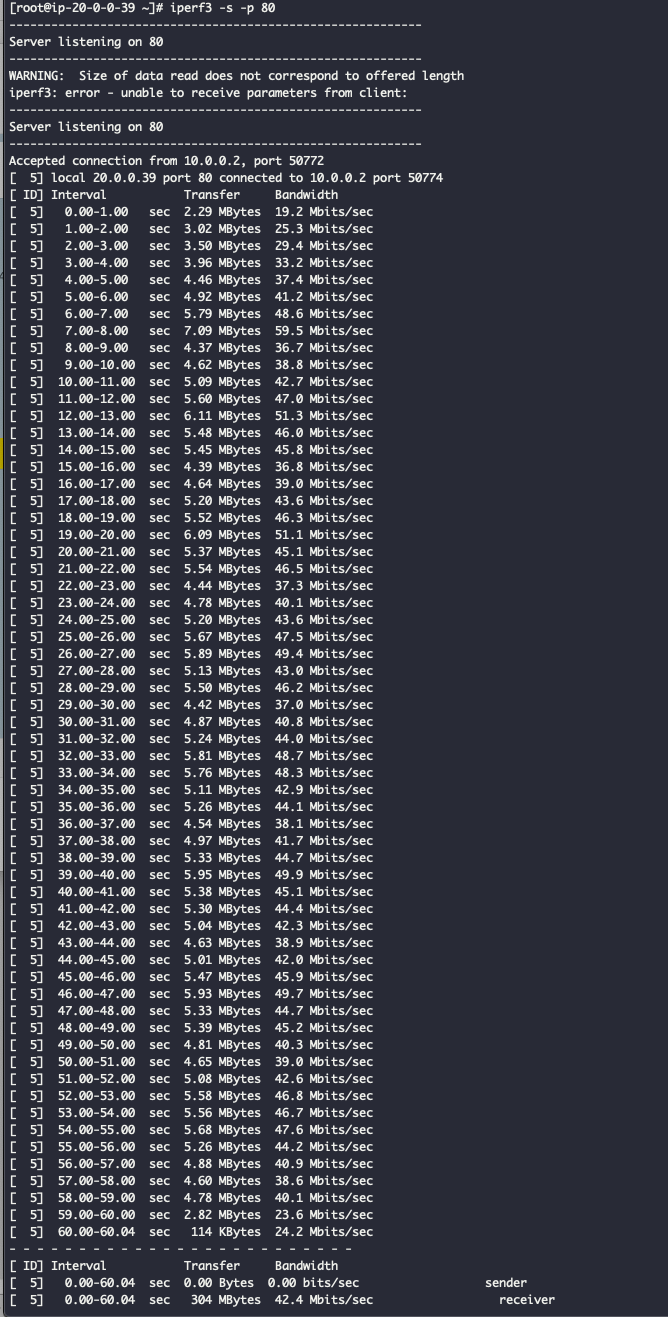 [root@ip-20-0-0-39 ~]# iperf3 -s -p 80
-----------------------------------------------------------
Server listening on 80
-----------------------------------------------------------
WARNING:  Size of data read does not correspond to offered length
iperf3: error - unable to receive parameters from client:
-----------------------------------------------------------
Server listening on 80
-----------------------------------------------------------
Accepted connection from 10.0.0.2, port 50772
[  5] local 20.0.0.39 port 80 connected to 10.0.0.2 port 50774
[ ID] Interval           Transfer     Bandwidth
[  5]   0.00-1.00   sec  2.29 MBytes  19.2 Mbits/sec
[  5]   1.00-2.00   sec  3.02 MBytes  25.3 Mbits/sec
[  5]   2.00-3.00   sec  3.50 MBytes  29.4 Mbits/sec
[  5]   3.00-4.00   sec  3.96 MBytes  33.2 Mbits/sec
[  5]   4.00-5.00   sec  4.46 MBytes  37.4 Mbits/sec
[  5]   5.00-6.00   sec  4.92 MBytes  41.2 Mbits/sec
[  5]   6.00-7.00   sec  5.79 MBytes  48.6 Mbits/sec
[  5]   7.00-8.00   sec  7.09 MBytes  59.5 Mbits/sec
[  5]   8.00-9.00   sec  4.37 MBytes  36.7 Mbits/sec
[  5]   9.00-10.00  sec  4.62 MBytes  38.8 Mbits/sec
[  5]  10.00-11.00  sec  5.09 MBytes  42.7 Mbits/sec
[  5]  11.00-12.00  sec  5.60 MBytes  47.0 Mbits/sec
[  5]  12.00-13.00  sec  6.11 MBytes  51.3 Mbits/sec
[  5]  13.00-14.00  sec  5.48 MBytes  46.0 Mbits/sec
[  5]  14.00-15.00  sec  5.45 MBytes  45.8 Mbits/sec
[  5]  15.00-16.00  sec  4.39 MBytes  36.8 Mbits/sec
[  5]  16.00-17.00  sec  4.64 MBytes  39.0 Mbits/sec
[  5]  17.00-18.00  sec  5.20 MBytes  43.6 Mbits/sec
[  5]  18.00-19.00  sec  5.52 MBytes  46.3 Mbits/sec
[  5]  19.00-20.00  sec  6.09 MBytes  51.1 Mbits/sec
[  5]  20.00-21.00  sec  5.37 MBytes  45.1 Mbits/sec
[  5]  21.00-22.00  sec  5.54 MBytes  46.5 Mbits/sec
[  5]  22.00-23.00  sec  4.44 MBytes  37.3 Mbits/sec
[  5]  23.00-24.00  sec  4.78 MBytes  40.1 Mbits/sec
[  5]  24.00-25.00  sec  5.20 MBytes  43.6 Mbits/sec
[  5]  25.00-26.00  sec  5.67 MBytes  47.5 Mbits/sec
[  5]  26.00-27.00  sec  5.89 MBytes  49.4 Mbits/sec
[  5]  27.00-28.00  sec  5.13 MBytes  43.0 Mbits/sec
[  5]  28.00-29.00  sec  5.50 MBytes  46.2 Mbits/sec
[  5]  29.00-30.00  sec  4.42 MBytes  37.0 Mbits/sec
[  5]  30.00-31.00  sec  4.87 MBytes  40.8 Mbits/sec
[  5]  31.00-32.00  sec  5.24 MBytes  44.0 Mbits/sec
[  5]  32.00-33.00  sec  5.81 MBytes  48.7 Mbits/sec
[  5]  33.00-34.00  sec  5.76 MBytes  48.3 Mbits/sec
[  5]  34.00-35.00  sec  5.11 MBytes  42.9 Mbits/sec
[  5]  35.00-36.00  sec  5.26 MBytes  44.1 Mbits/sec
[  5]  36.00-37.00  sec  4.54 MBytes  38.1 Mbits/sec
[  5]  37.00-38.00  sec  4.97 MBytes  41.7 Mbits/sec
[  5]  38.00-39.00  sec  5.33 MBytes  44.7 Mbits/sec
[  5]  39.00-40.00  sec  5.95 MBytes  49.9 Mbits/sec
[  5]  40.00-41.00  sec  5.38 MBytes  45.1 Mbits/sec
[  5]  41.00-42.00  sec  5.30 MBytes  44.4 Mbits/sec
[  5]  42.00-43.00  sec  5.04 MBytes  42.3 Mbits/sec
[  5]  43.00-44.00  sec  4.63 MBytes  38.9 Mbits/sec
[  5]  44.00-45.00  sec  5.01 MBytes  42.0 Mbits/sec
[  5]  45.00-46.00  sec  5.47 MBytes  45.9 Mbits/sec
[  5]  46.00-47.00  sec  5.93 MBytes  49.7 Mbits/sec
[  5]  47.00-48.00  sec  5.33 MBytes  44.7 Mbits/sec
[  5]  48.00-49.00  sec  5.39 MBytes  45.2 Mbits/sec
[  5]  49.00-50.00  sec  4.81 MBytes  40.3 Mbits/sec
[  5]  50.00-51.00  sec  4.65 MBytes  39.0 Mbits/sec
[  5]  51.00-52.00  sec  5.08 MBytes  42.6 Mbits/sec
[  5]  52.00-53.00  sec  5.58 MBytes  46.8 Mbits/sec
[  5]  53.00-54.00  sec  5.56 MBytes  46.7 Mbits/sec
[  5]  54.00-55.00  sec  5.68 MBytes  47.6 Mbits/sec
[  5]  55.00-56.00  sec  5.26 MBytes  44.2 Mbits/sec
[  5]  56.00-57.00  sec  4.88 MBytes  40.9 Mbits/sec
[  5]  57.00-58.00  sec  4.60 MBytes  38.6 Mbits/sec
[  5]  58.00-59.00  sec  4.78 MBytes  40.1 Mbits/sec
[  5]  59.00-60.00  sec  2.82 MBytes  23.6 Mbits/sec
[  5]  60.00-60.04  sec   114 KBytes  24.2 Mbits/sec
- - - - - - - - - - - - - - - - - - - - - - - - -
[ ID] Interval           Transfer     Bandwidth
[  5]   0.00-60.04  sec  0.00 Bytes  0.00 bits/sec                  sender
[  5]   0.00-60.04  sec   304 MBytes  42.4 Mbits/sec                  receiver